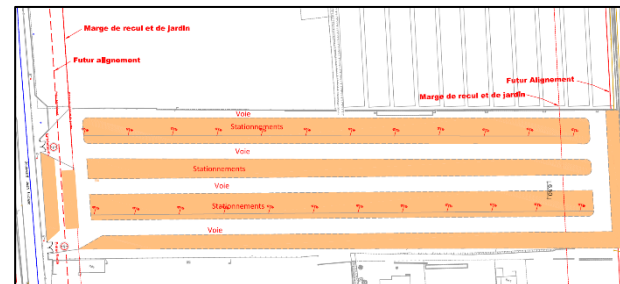 Marge de recul et de jardin
Futur alignement
Futur Alignement
Marge de recul et de jardin
Voie
Stationnements
Voie
Stationnements
Voie
Stationnements
Voie